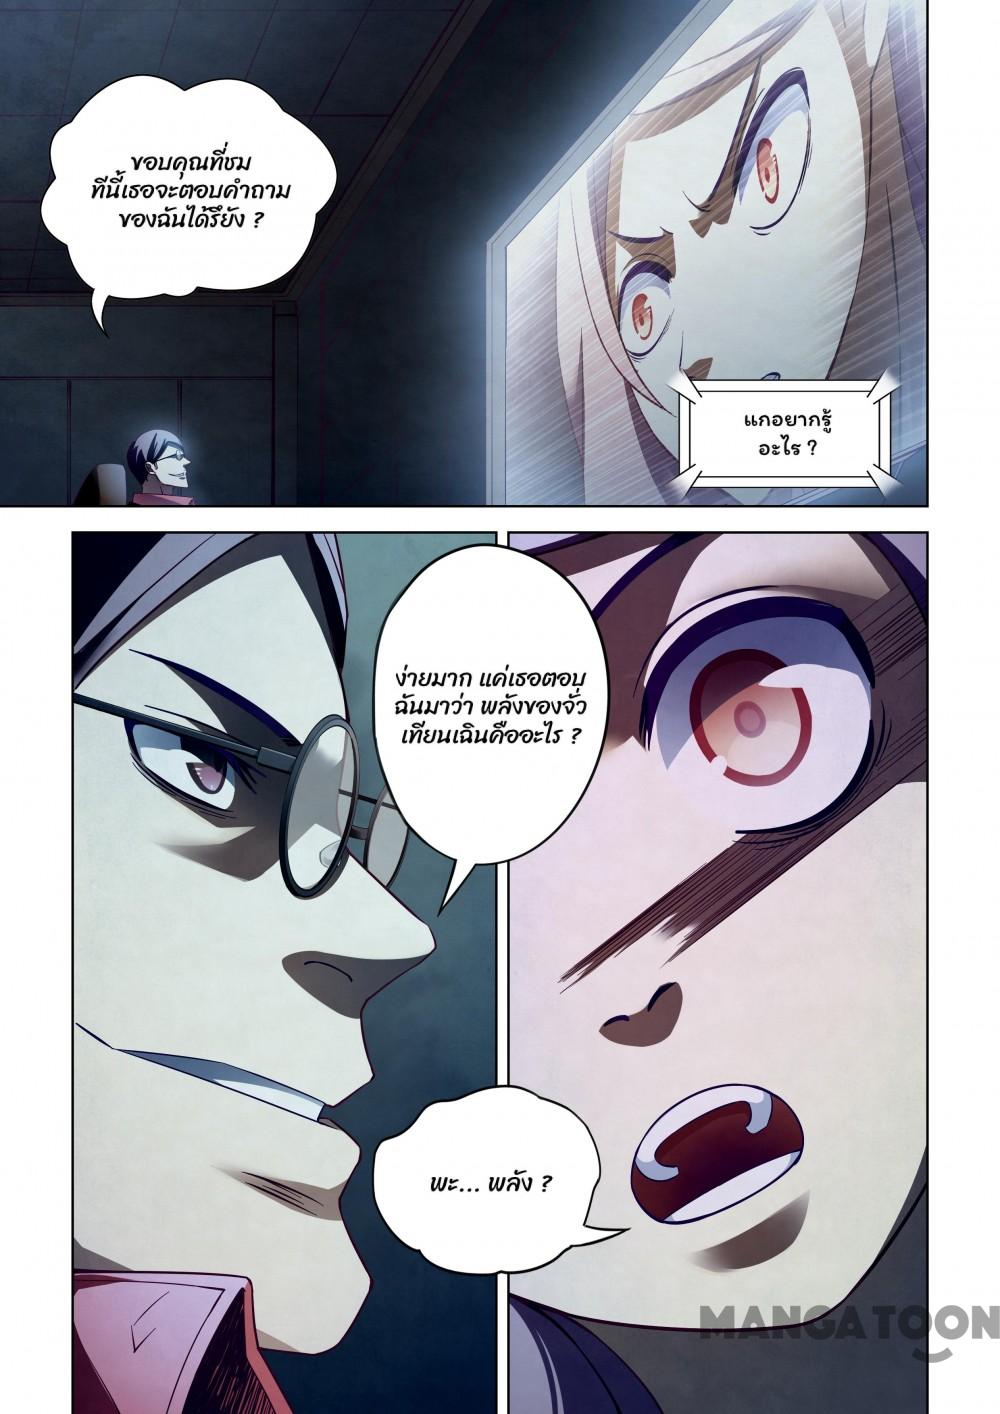 ขอบคุณที่ชม
ทีนี้เธอจะตอบคำถาม
ของฉันได้รึยัง ?
แกอยากรู้
อะไร ?
ง่ายมาก แค่เธอตอบ
ฉันมาว่า พลังของจั่ว
เทียนเฉินคืออะไร ?
พะ... พลัง ?
MANGATOON